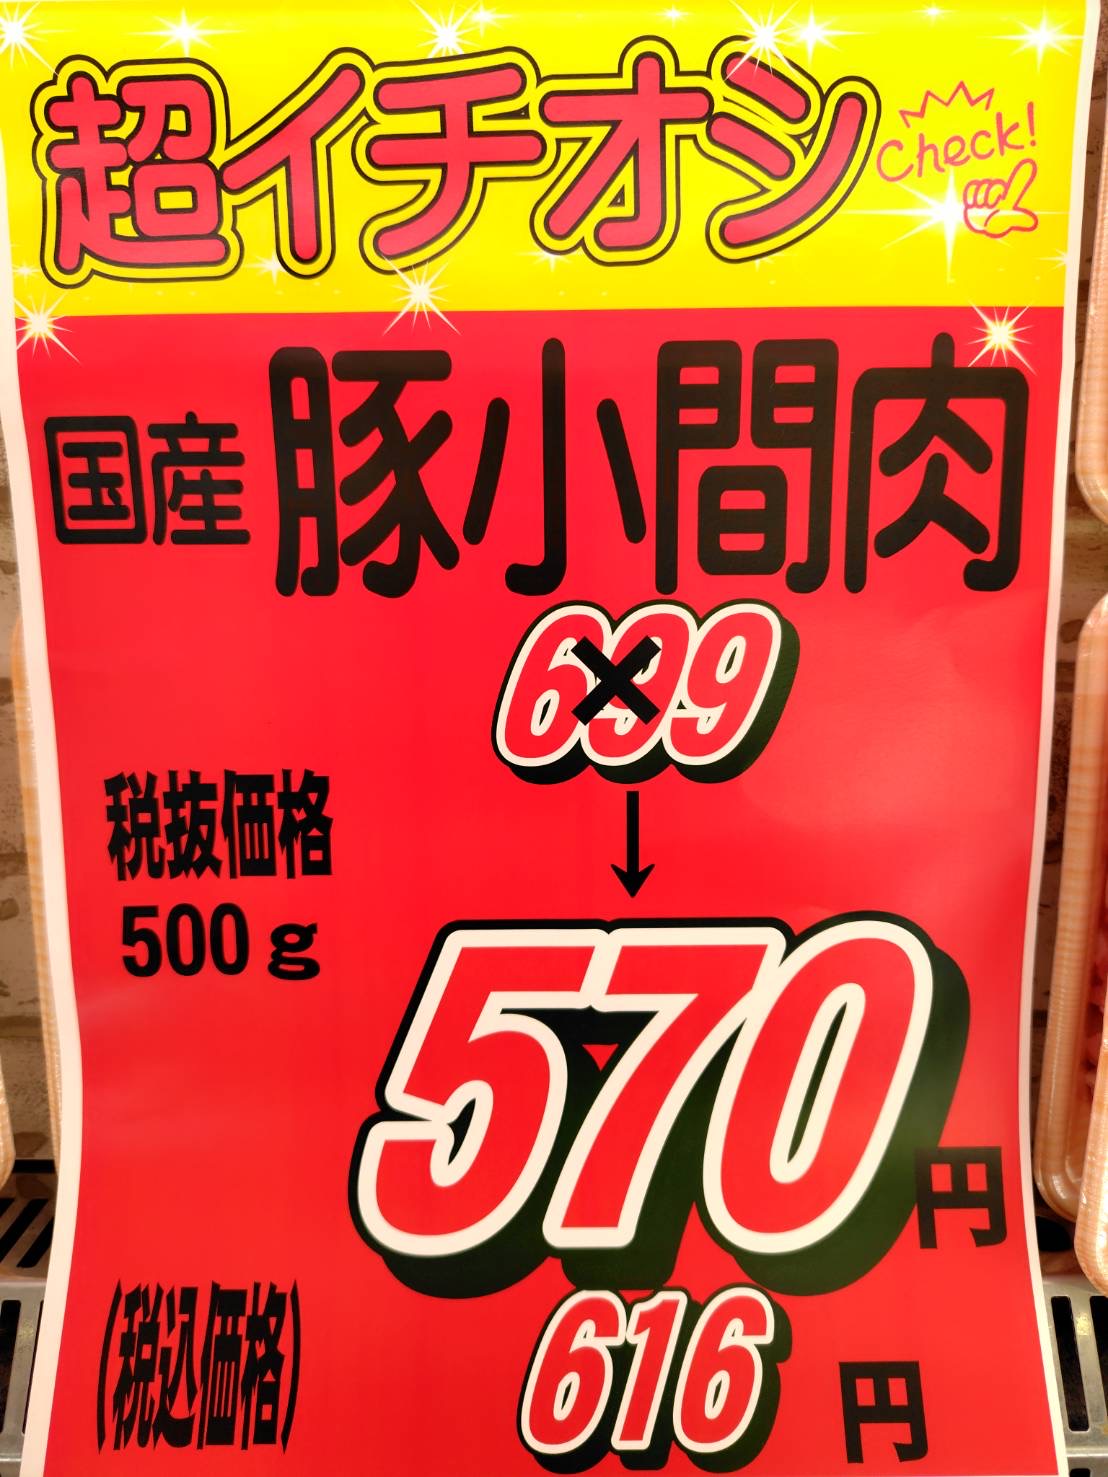 超イチオシ
Check!
国産 豚小間肉
699
↓
税抜価格
500g
570円
(税込価格) 616円